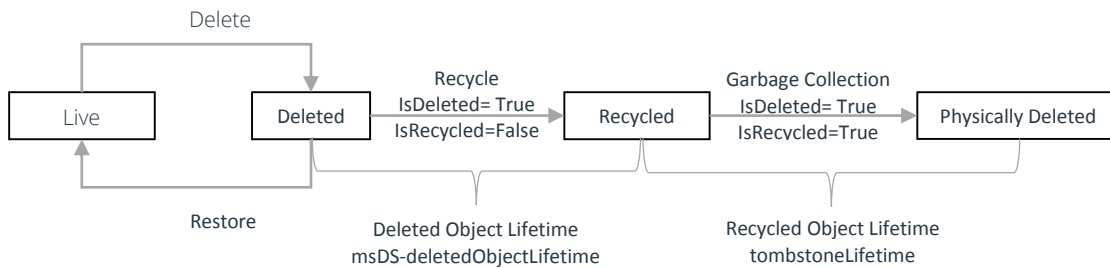 Delete
Live
Deleted
Recycle
IsDeleted= True
IsRecycled=False
Recycled
Garbage Collection
IsDeleted= True
IsRecycled=True
Physically Deleted
Restore
Deleted Object Lifetime
msDS-deletedObjectLifetime
Recycled Object Lifetime
tombstoneLifetime